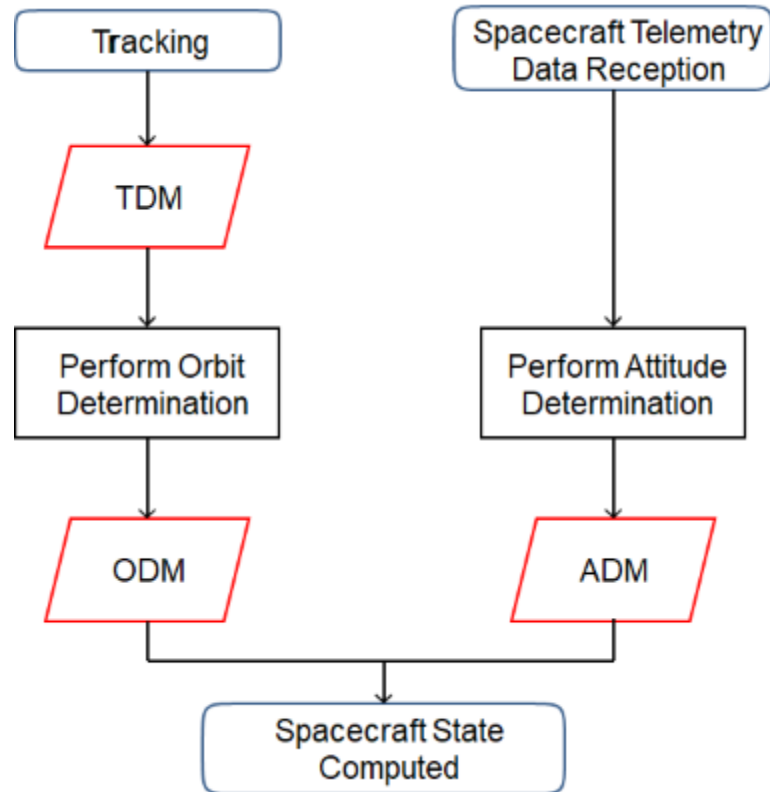 Tracking
Spacecraft Telemetry
Data Reception
TDM
Perform Orbit
Determination
Perform Attitude
Determination
ODM
ADM
Spacecraft State
Computed